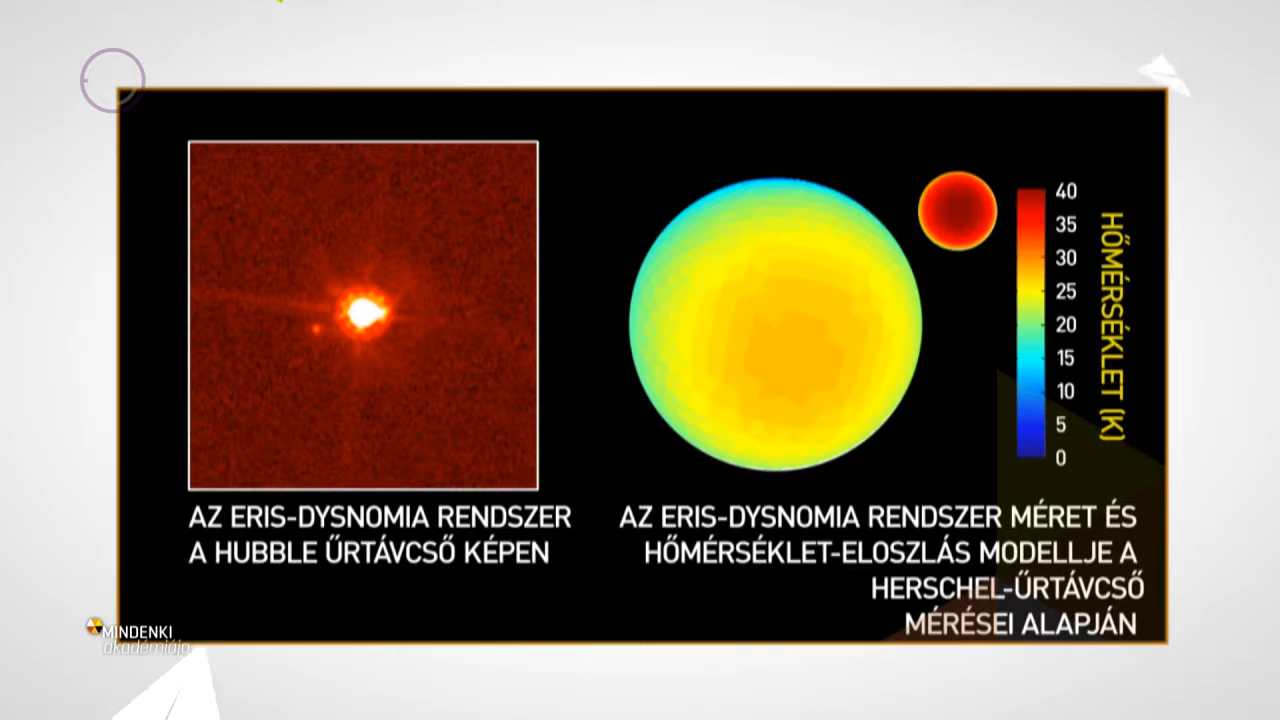 40
35
30
25
20
15
10
5
0
HŐMÉRSÉKLET (K)
AZ ERIS-DYSNOMIA RENDSZER
A HUBBLE ŰRTÁVCSŐ KÉPEN
AZ ERIS-DYSNOMIA RENDSZER MÉRET ÉS
HŐMÉRSÉKLET-ELOSZLÁS MODELLJE A
HERSCHEL-ŰRTÁVCSŐ
MÉRÉSEI ALAPJÁN
MINDENKI
akadémiája